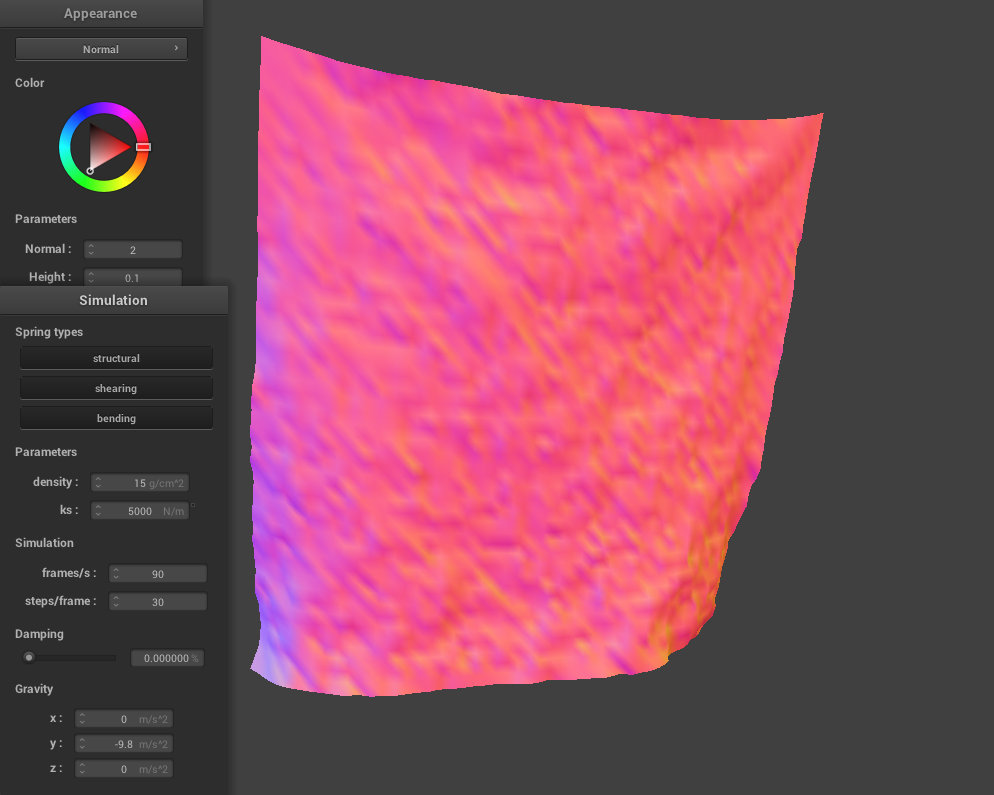 Appearance
Normal
Color
Parameters
Normal : 2
Height : 0.1
Simulation
Spring types
structural
shearing
bending
Parameters
density : 15 g/cm^2
ks : 5000 N/m
Simulation
frames/s : 90
steps/frame : 30
Damping
0.000000 %
Gravity
x : 0 m/s^2
y : -9.8 m/s^2
z : 0 m/s^2